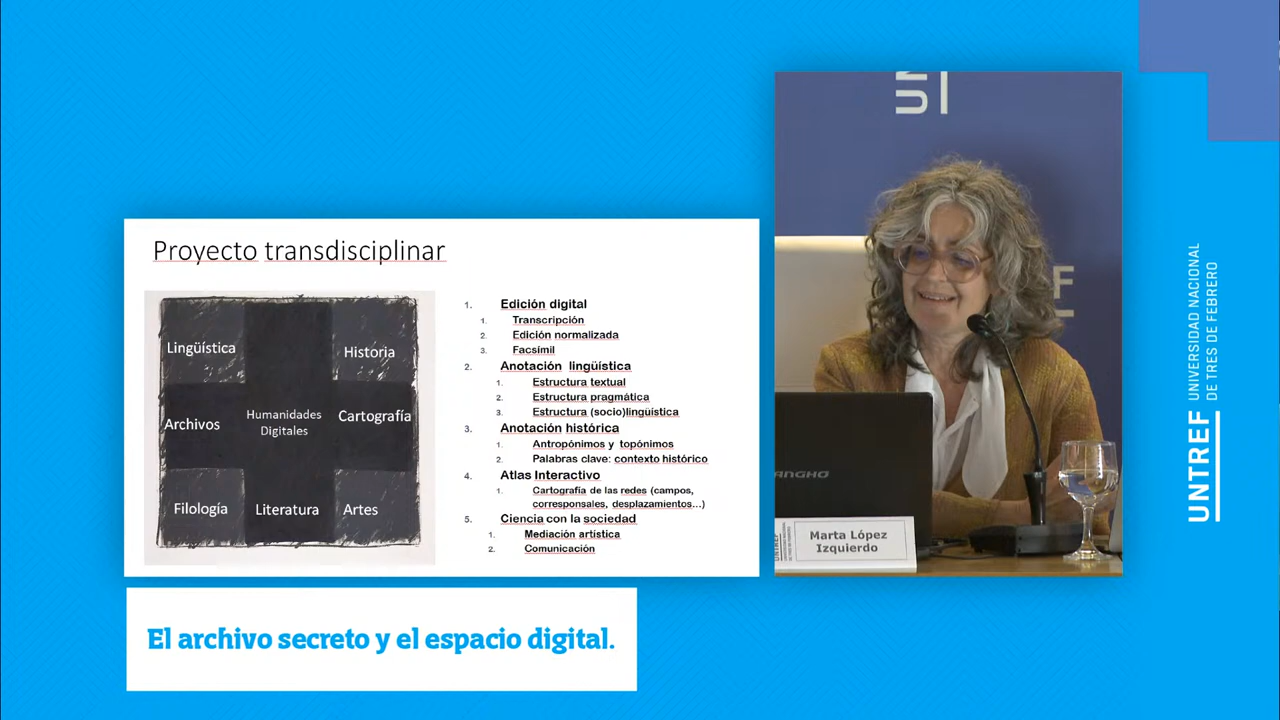 Proyecto transdisciplinar
Lingüística
Historia
Archivos
Humanidades
Digitales
Cartografía
Filología
Literatura
Artes
1. Edición digital
1. Transcripción
2. Edición normalizada
3. Facsímil
2. Anotación lingüística
1. Estructura textual
2. Estructura pragmática
3. Estructura (socio)lingüística
3. Anotación histórica
1. Antropónimos y topónimos
2. Palabras clave: contexto histórico
4. Atlas Interactivo
1. Cartografía de las redes (campos,
corresponsales, desplazamientos...)
5. Ciencia con la sociedad
1. Mediación artística
2. Comunicación
Marta López
Izquierdo
El archivo secreto y el espacio digital.
UNTREF
UNIVERSIDAD NACIONAL
DE TRES DE FEBRERO